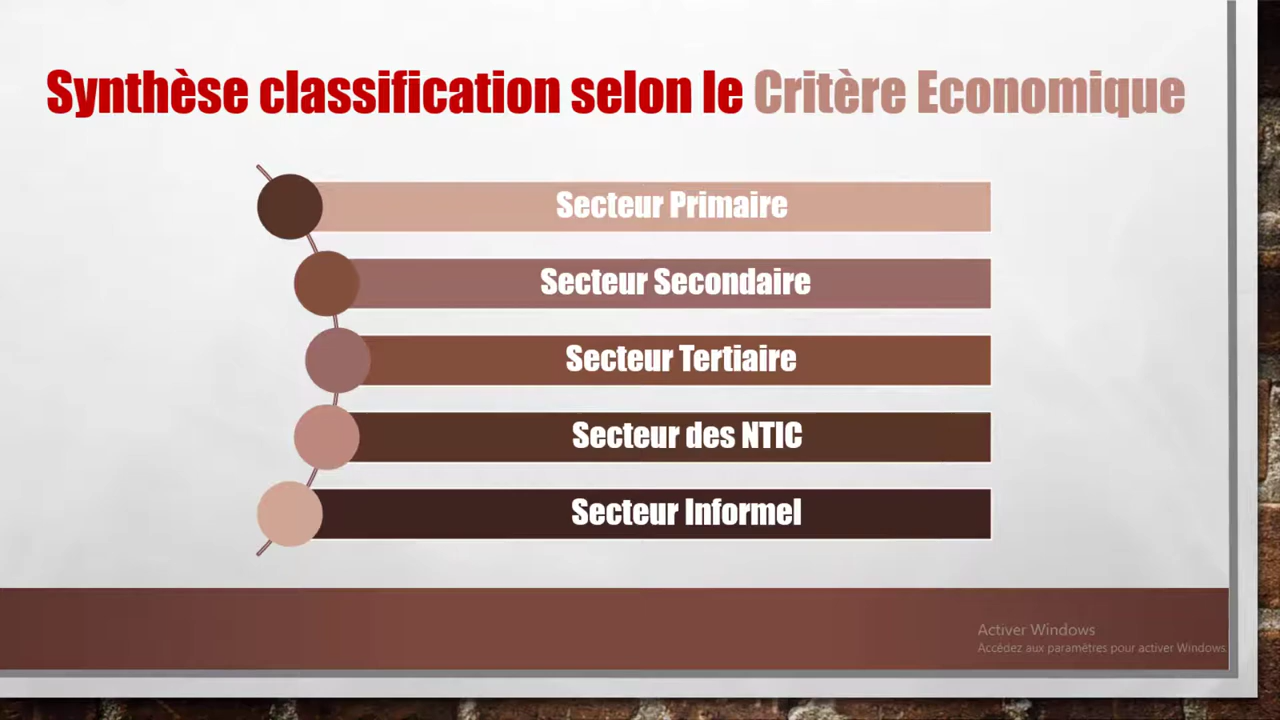 Synthèse classification selon le Critère Economique
Secteur Primaire
Secteur Secondaire
Secteur Tertiaire
Secteur des NTIC
Secteur Informel
Activer Windows
Accédez aux paramètres pour activer Windows.